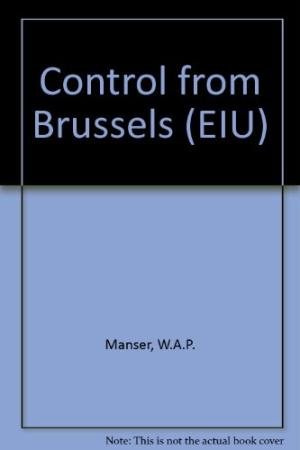 Control from
Brussels (EIU)
Manser, W.A.P.
Note: This is not the actual book cover